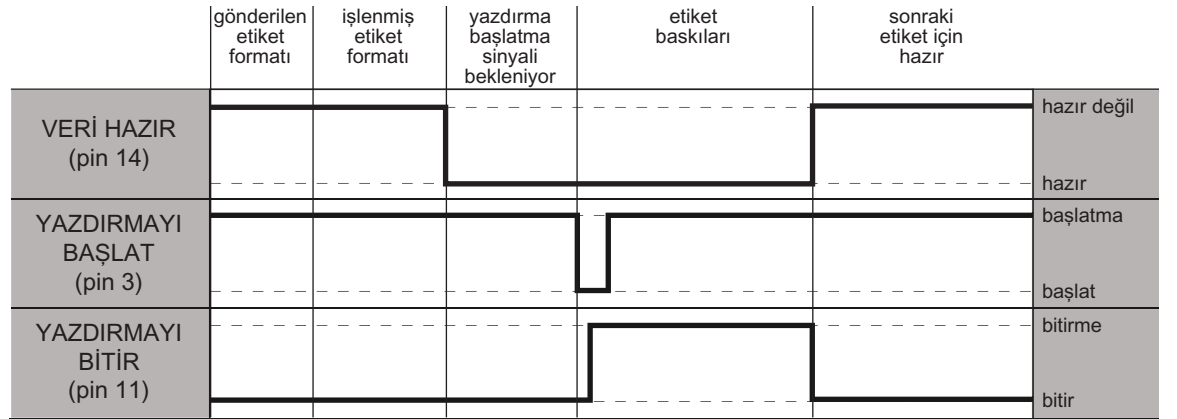 gönderilen
etiket
formatı
işlenmiş
etiket
formatı
yazdırma
başlatma
sinyali
bekleniyor
etiket
baskıları
sonraki
etiket için
hazır
VERİ HAZIR
(pin 14)
hazır değil
hazır
YAZDIRMAYI
BAŞLAT
(pin 3)
başlatma
başlat
YAZDIRMAYI
BİTİR
(pin 11)
bitirme
bitir